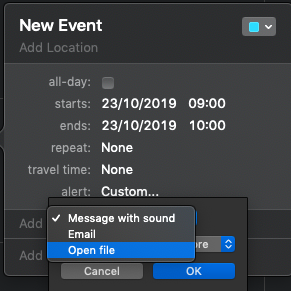 New Event
Add Location
all-day:
starts: 23/10/2019 09:00
ends: 23/10/2019 10:00
repeat: None
travel time: None
alert: Custom...
Add
✓ Message with sound
Email
Open file
ore
Add
Cancel OK